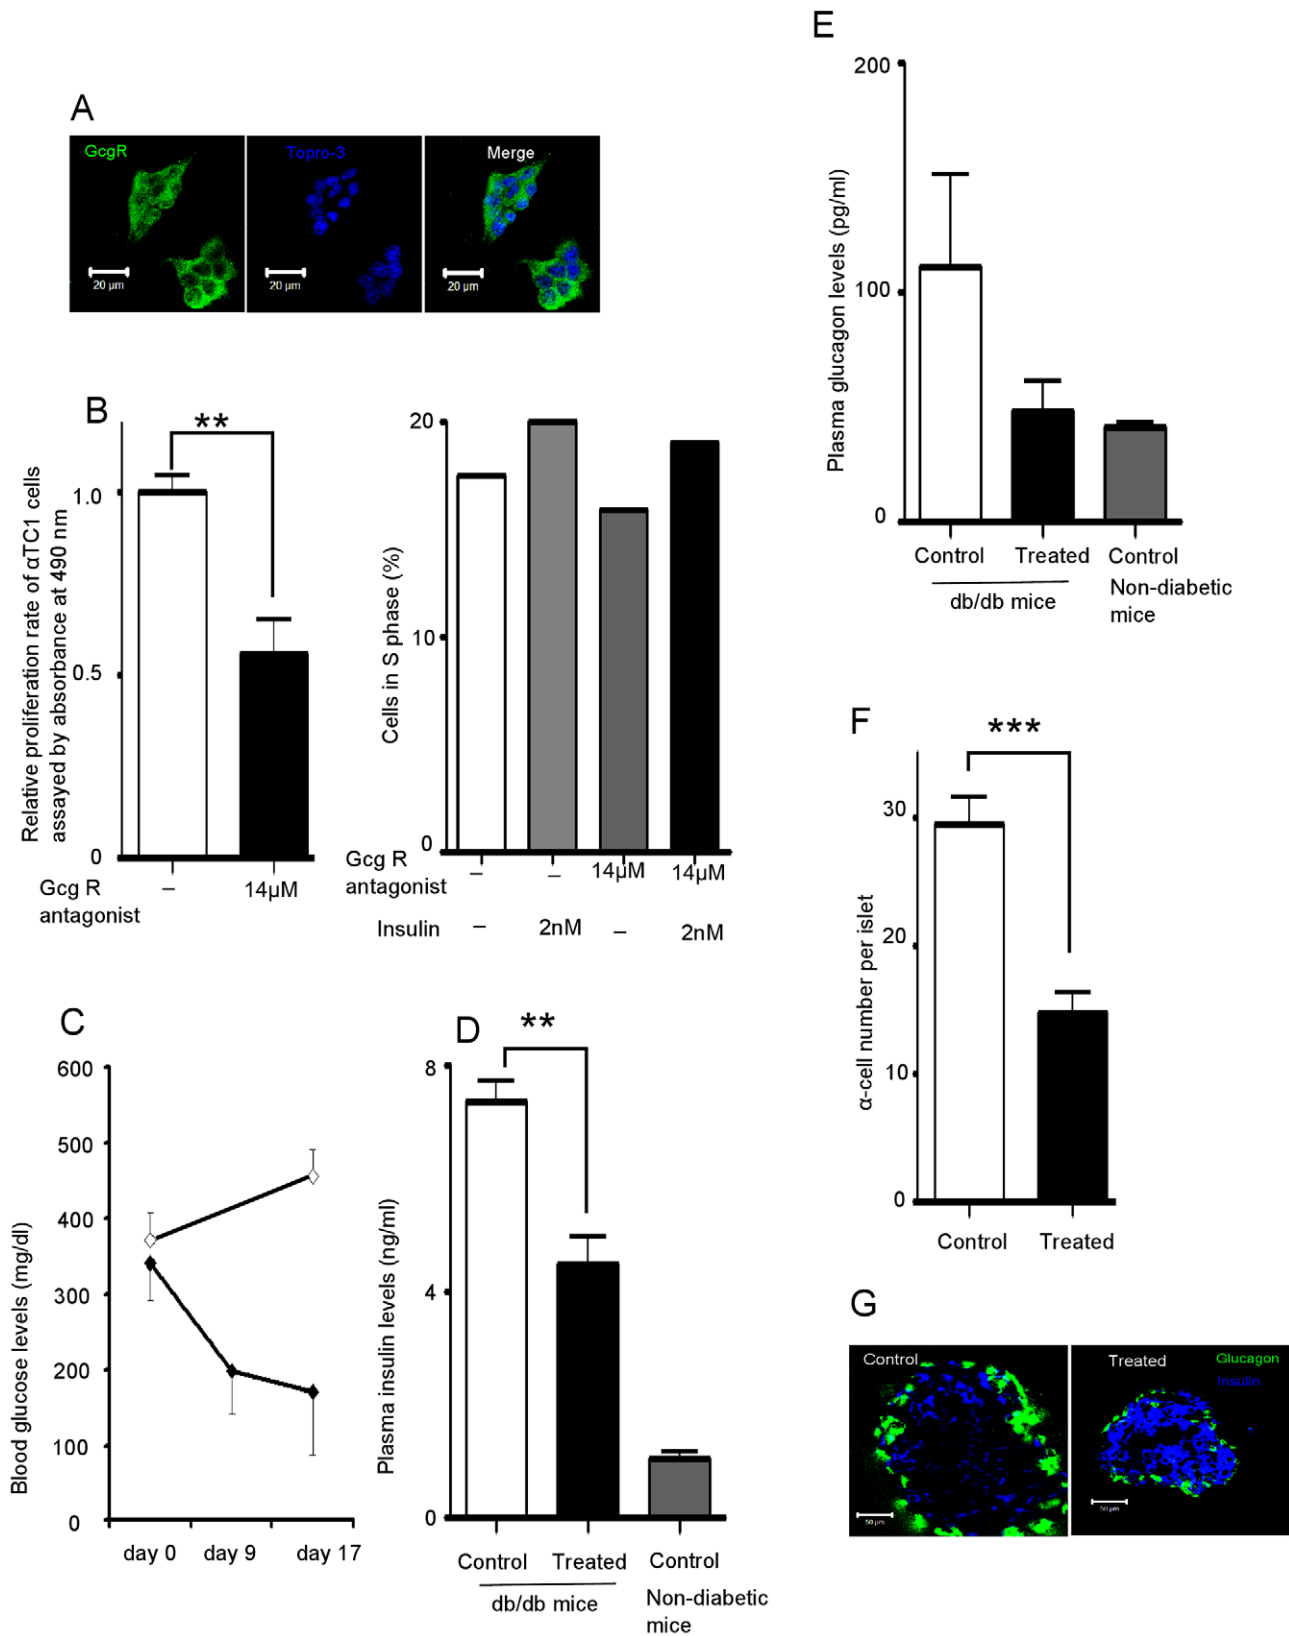 A
GcgR
Topro-3
Merge
20 µm
20 µm
20 µm
B
**
Relative proliferation rate of αTC1 cells
assayed by absorbance at 490 nm
1.0
0.5
0
Gcg R
antagonist
–
14µM
Cells in S phase (%)
20
10
0
Gcg R
antagonist
–
–
14µM
14µM
Insulin
–
2nM
–
2nM
C
Blood glucose levels (mg/dl)
600
500
400
300
200
100
0
day 0
day 9
day 17
D
**
Plasma insulin levels (ng/ml)
8
4
0
Control
Treated
Control
db/db mice
Non-diabetic
mice
E
Plasma glucagon levels (pg/ml)
200
100
0
Control
Treated
Control
db/db mice
Non-diabetic
mice
F
***
α-cell number per islet
30
20
10
0
Control
Treated
G
Control
50 µm
Treated
Glucagon
Insulin
50 µm